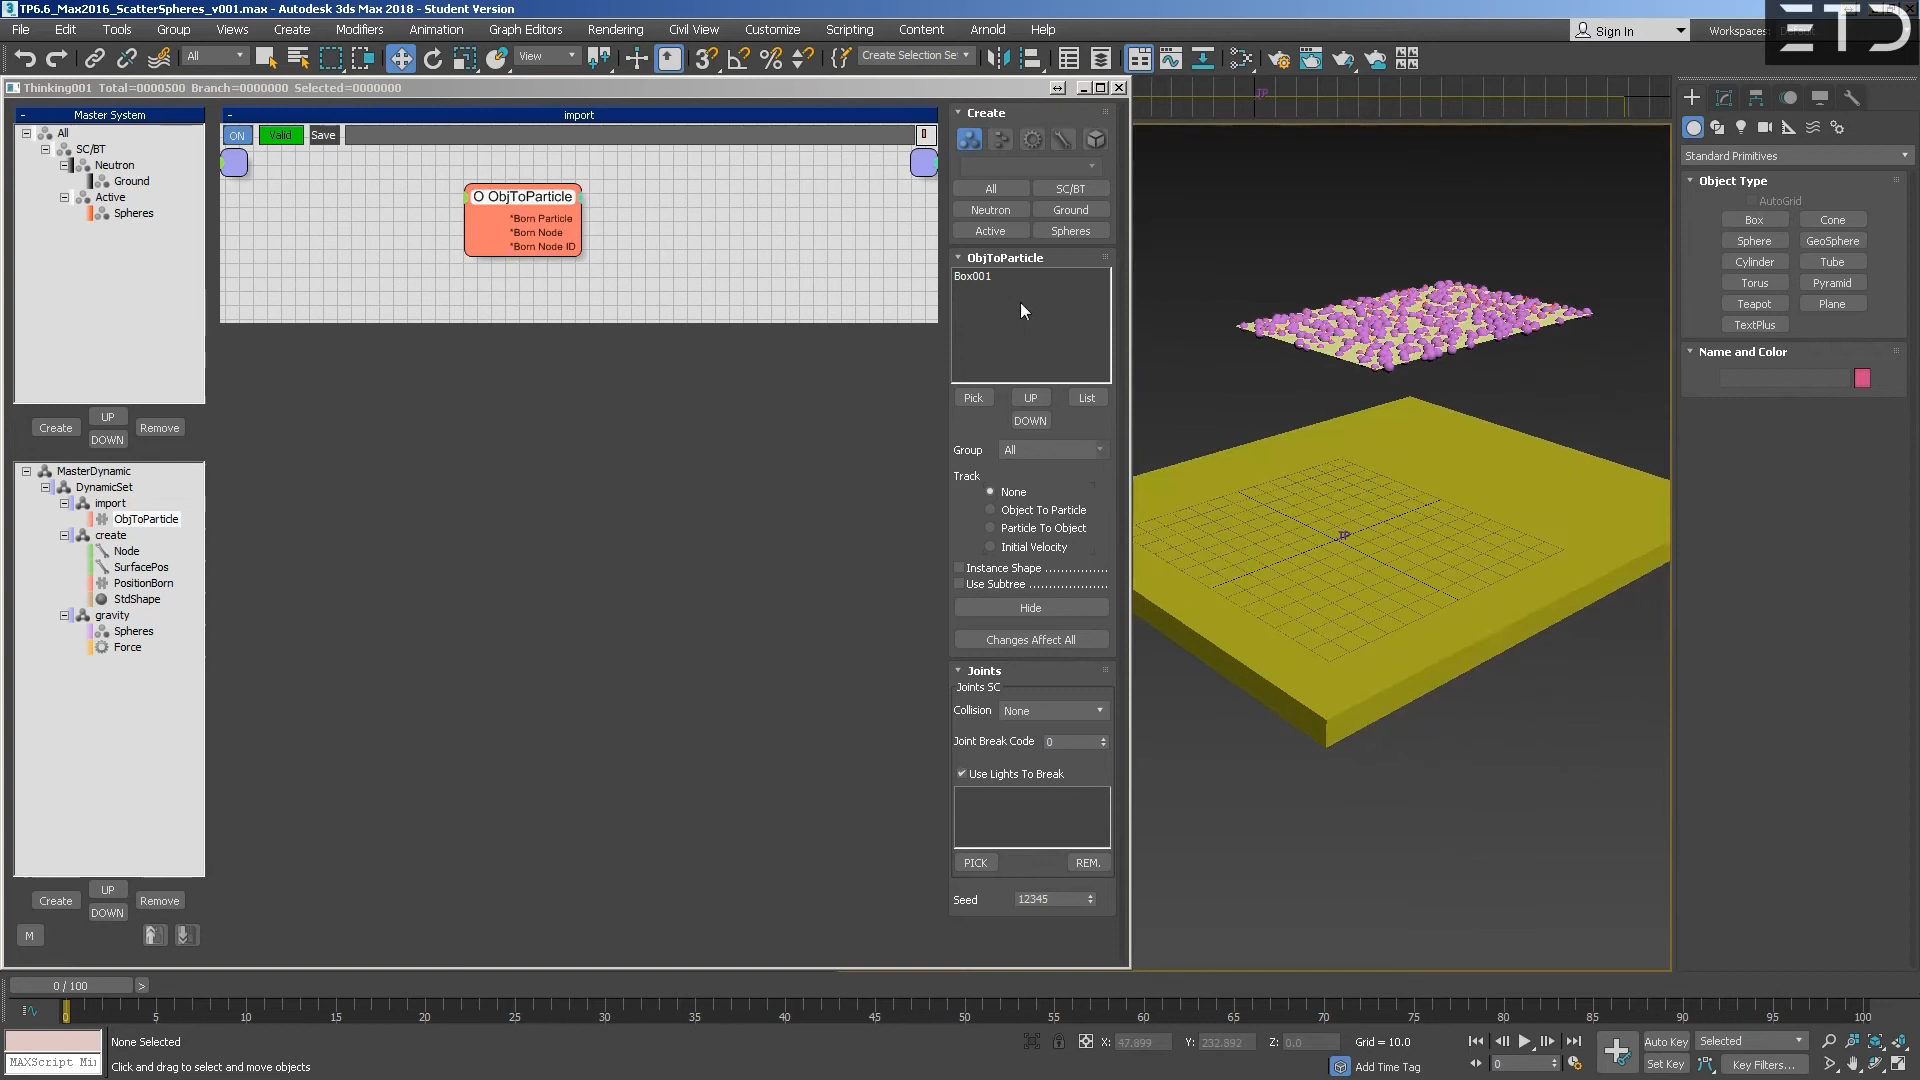 TP6.6_Max2016_ScatterSpheres_v001.max - Autodesk 3ds Max 2018 - Student Version
File Edit Tools Group Views Create Modifiers Animation Graph Editors Rendering Civil View Customize Scripting Content Arnold Help
Sign In
Workspaces:
ETD
All
View
Create Selection Se
Thinking001 Total=0000500 Branch=0000000 Selected=0000000
TP
- Master System
All
SC/BT
Neutron
Ground
Active
Spheres
Create UP DOWN Remove
MasterDynamic
DynamicSet
import
ObjToParticle
create
Node
SurfacePos
PositionBorn
StdShape
gravity
Spheres
Force
Create UP DOWN Remove
M
- import
ON Valid Save
O ObjToParticle
*Born Particle
*Born Node
*Born Node ID
Create
All SC/BT
Neutron Ground
Active Spheres
ObjToParticle
Box001
Pick UP List
DOWN
Group All
Track
None
Object To Particle
Particle To Object
Initial Velocity
Instance Shape
Use Subtree
Hide
Changes Affect All
Joints
Joints SC
Collision None
Joint Break Code 0
Use Lights To Break
PICK REM.
Seed 12345
TP
Standard Primitives
Object Type
AutoGrid
Box Cone
Sphere GeoSphere
Cylinder Tube
Torus Pyramid
Teapot Plane
TextPlus
Name and Color
0 / 100 >
0 5 10 15 20 25 30 35 40 45 50 55 60 65 70 75 80 85 90 95 100
None Selected
X: 47.899 Y: 232.892 Z: 0.0 Grid = 10.0
Auto Key Selected
MAXScript Mi
Click and drag to select and move objects
Add Time Tag
0
Set Key Key Filters...